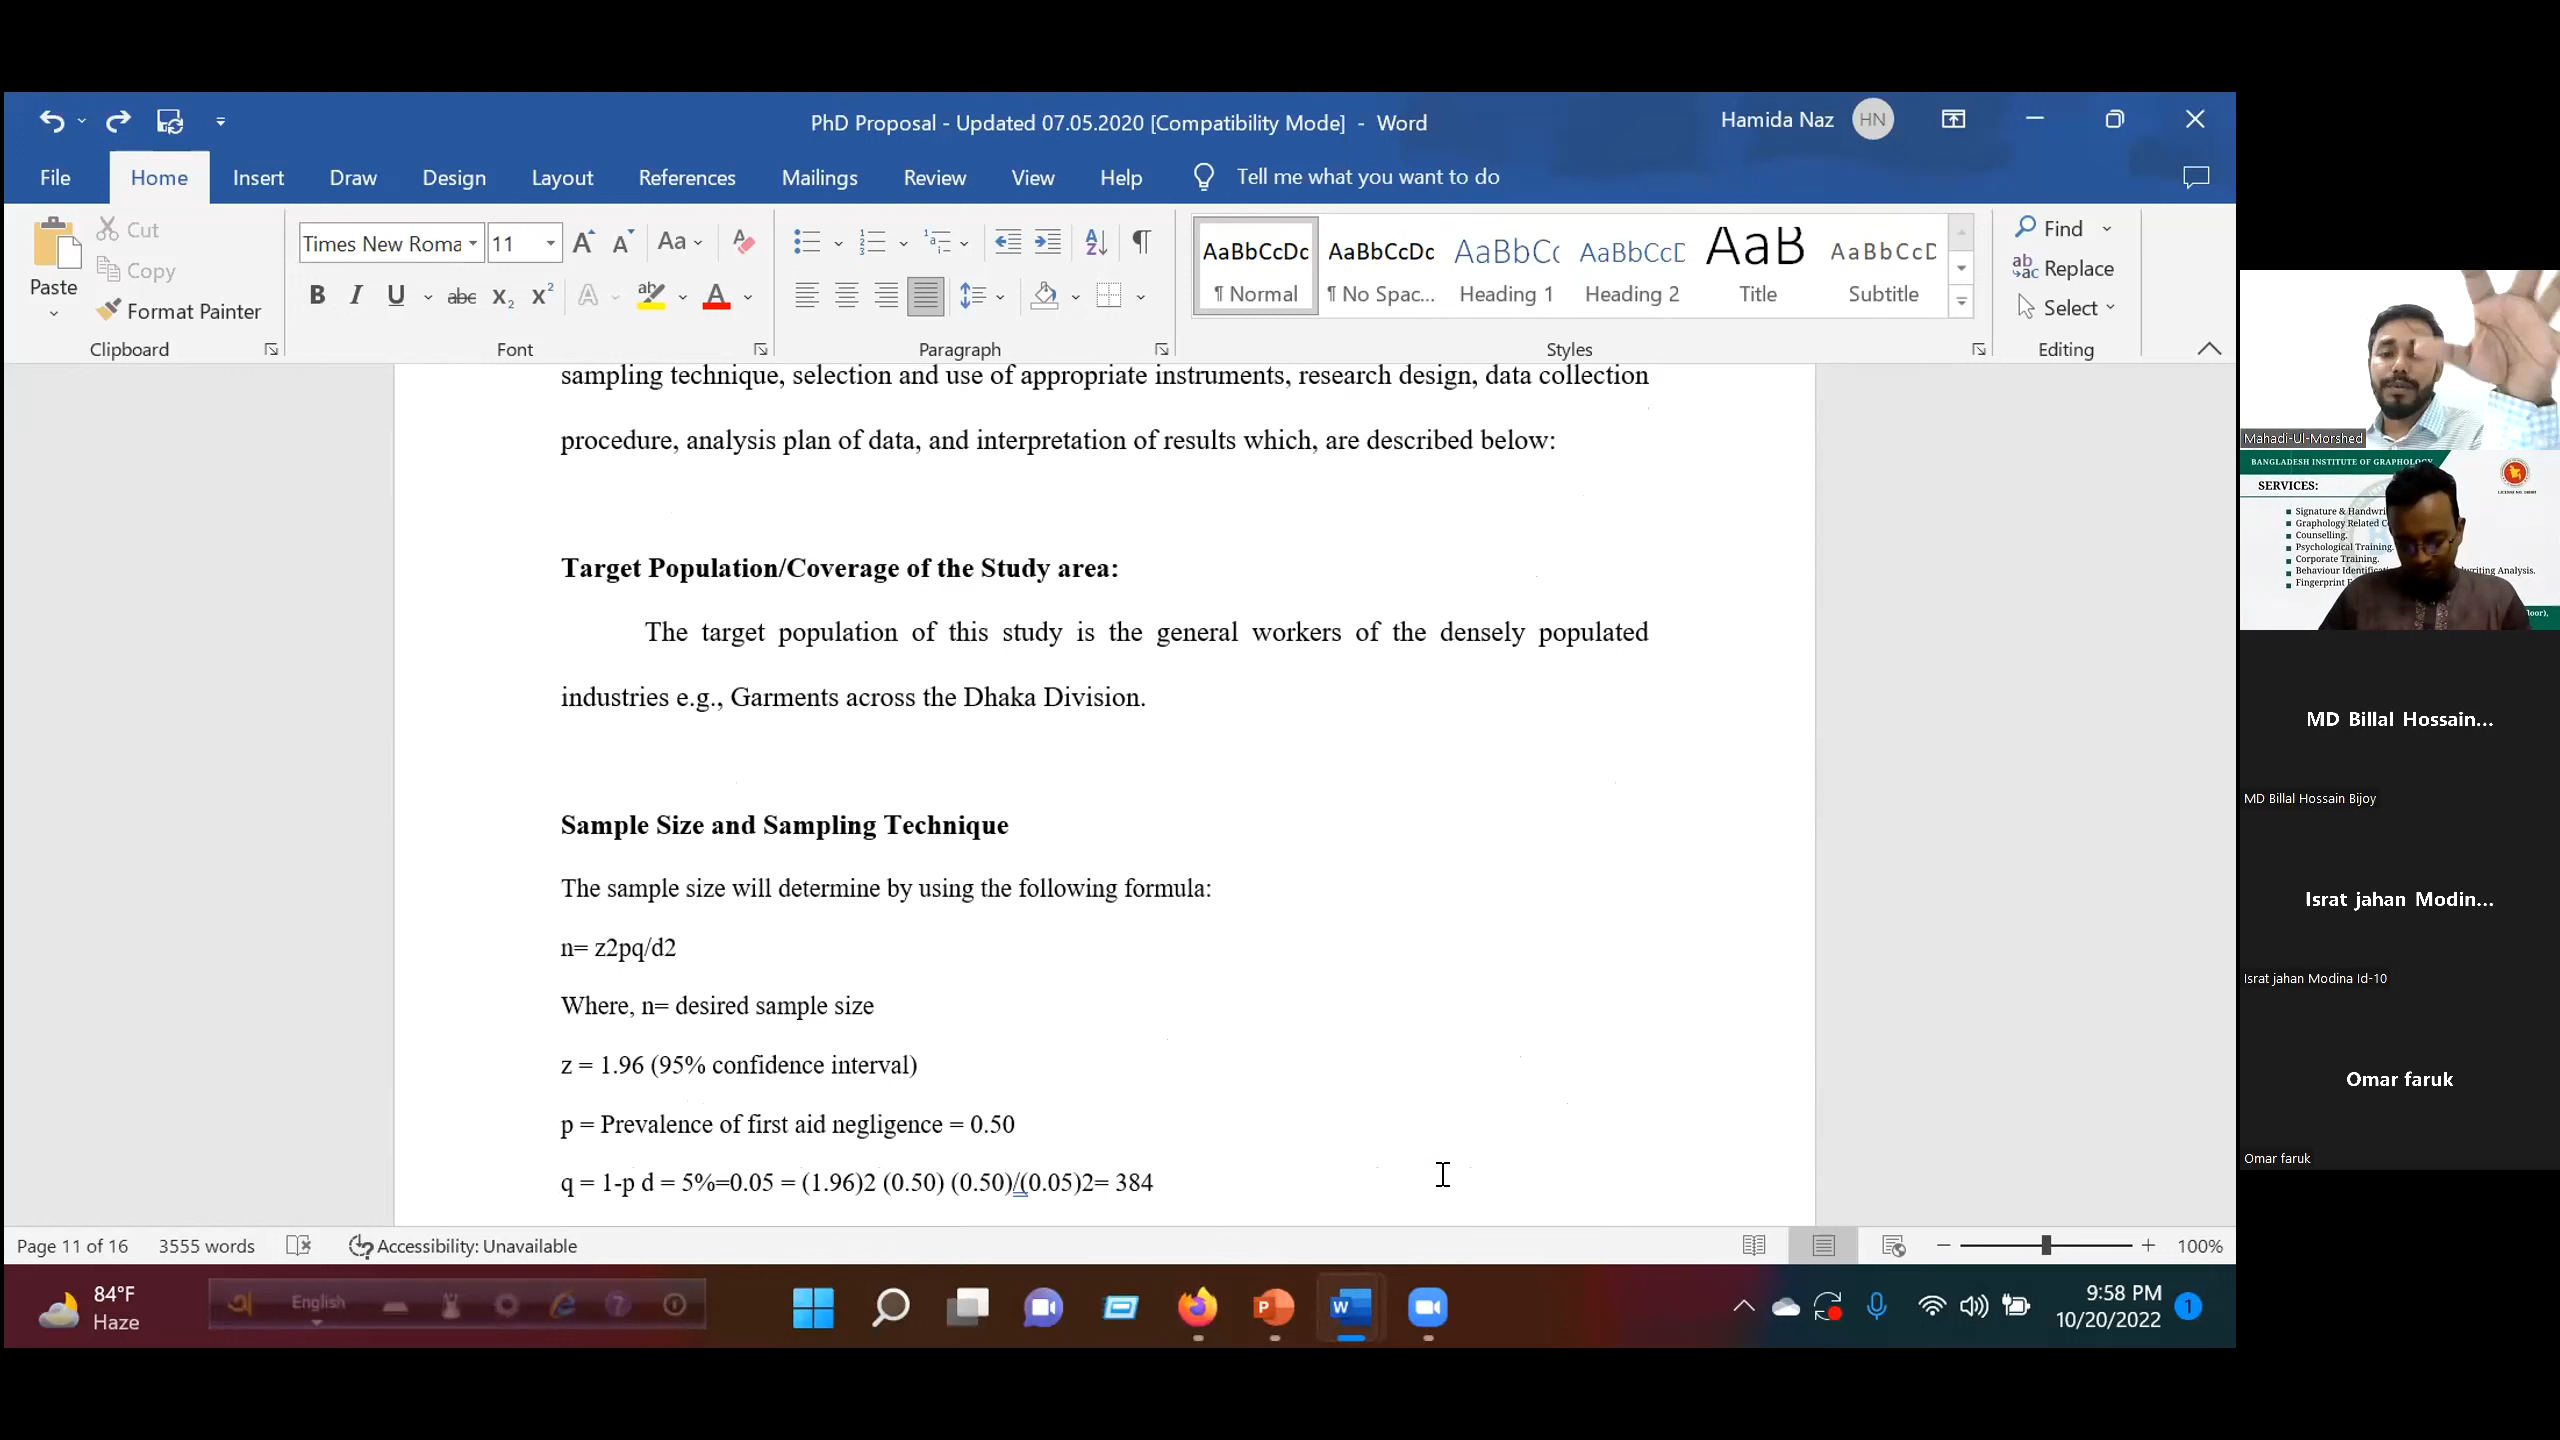 PhD Proposal - Updated 07.05.2020 [Compatibility Mode] - Word
Hamida Naz
HN
File
Home
Insert
Draw
Design
Layout
References
Mailings
Review
View
Help
Tell me what you want to do
Paste
Cut
Copy
Format Painter
Clipboard
Times New Roma
11
Font
Paragraph
AaBbCcDc
¶ Normal
AaBbCcDc
¶ No Spac...
AaBbCc
Heading 1
AaBbCcE
Heading 2
AaB
Title
AaBbCcD
Subtitle
Styles
Find
Replace
Select
Editing
sampling technique, selection and use of appropriate instruments, research design, data collection
procedure, analysis plan of data, and interpretation of results which, are described below:
Target Population/Coverage of the Study area:
The target population of this study is the general workers of the densely populated
industries e.g., Garments across the Dhaka Division.
Sample Size and Sampling Technique
The sample size will determine by using the following formula:
n= z2pq/d2
Where, n= desired sample size
z = 1.96 (95% confidence interval)
p = Prevalence of first aid negligence = 0.50
q = 1-p d = 5%=0.05 = (1.96)2 (0.50) (0.50)/(0.05)2= 384
Page 11 of 16
3555 words
Accessibility: Unavailable
100%
84°F
Haze
English
9:58 PM
10/20/2022
1
Mahadi-Ul-Morshed
BANGLADESH INSTITUTE OF GRAPHOLOGY
SERVICES:
Signature & Handwri
Graphology Related C
Counselling.
Psychological Training.
Corporate Training.
Behaviour Identificat
writing Analysis.
Fingerprint
MD Billal Hossain...
MD Billal Hossain Bijoy
Israt jahan Modin...
Israt jahan Modina Id-10
Omar faruk
Omar faruk